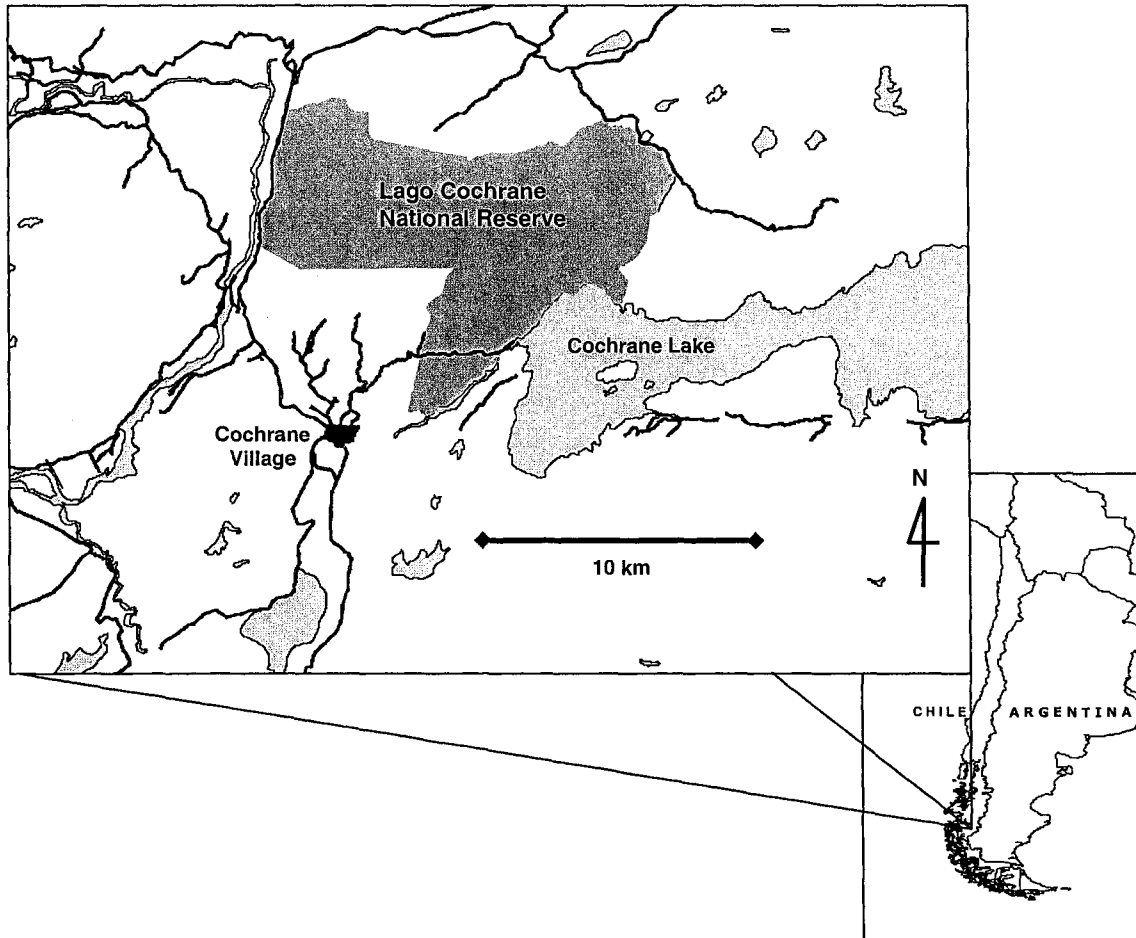 Lago Cochrane
National Reserve
Cochrane Lake
Cochrane
Village
N
10 km
CHILE
ARGENTINA